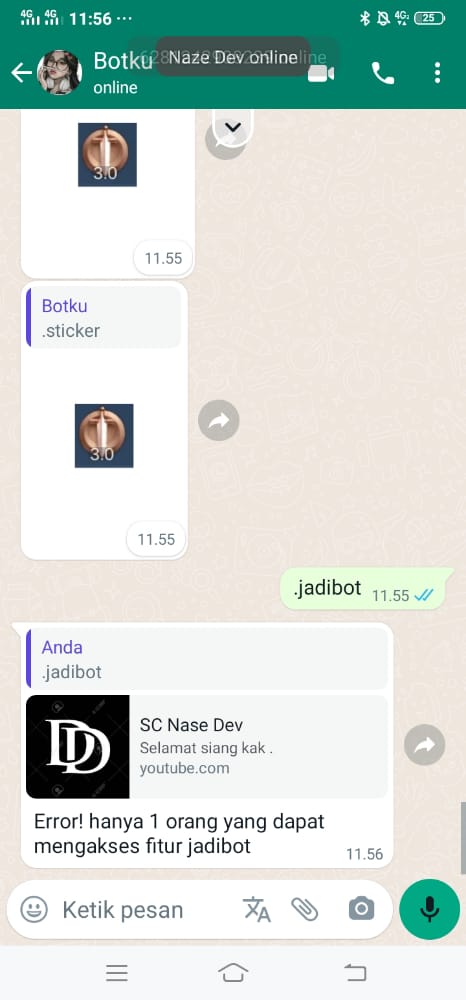 4G 4G 11:56 ... 4G 25
Botku
Naze Dev online
online
3.0
11.55
Botku
.sticker
3.0
11.55
.jadibot 11.55
Anda
.jadibot
DD
SC Nase Dev
Selamat siang kak .
youtube.com
Error! hanya 1 orang yang dapat
mengakses fitur jadibot
11.56
Ketik pesan